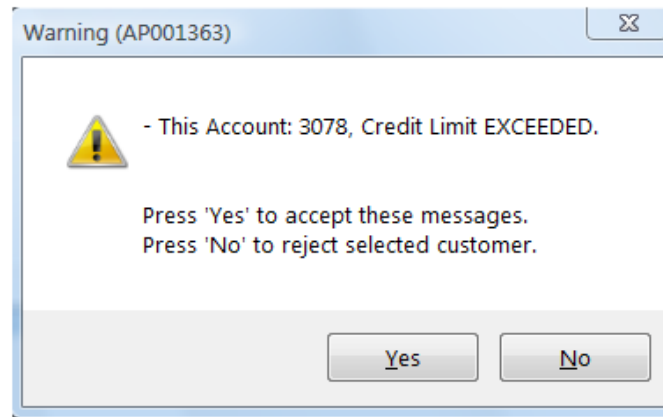 Warning (AP001363)
- This Account: 3078, Credit Limit EXCEEDED.
Press 'Yes' to accept these messages.
Press 'No' to reject selected customer.
Yes
No